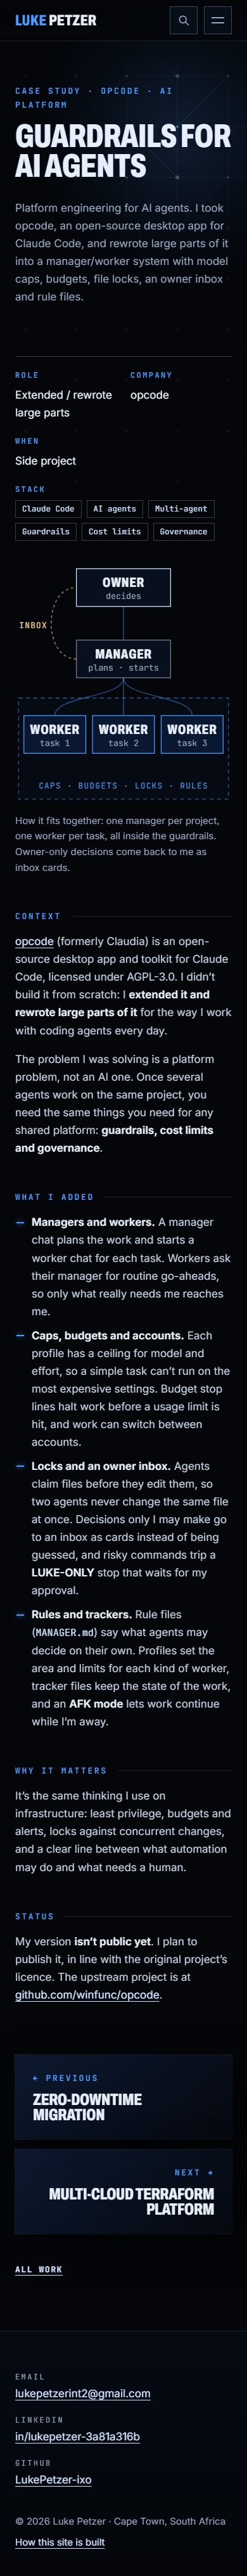 LUKE PETZER
CASE STUDY · OPCODE · AI
PLATFORM
GUARDRAILS FOR
AI AGENTS
Platform engineering for AI agents. I took
opcode, an open-source desktop app for
Claude Code, and rewrote large parts of it
into a manager/worker system with model
caps, budgets, file locks, an owner inbox
and rule files.
ROLE
Extended / rewrote
large parts
COMPANY
opcode
WHEN
Side project
STACK
Claude Code
AI agents
Multi-agent
Guardrails
Cost limits
Governance
OWNER
decides
INBOX
MANAGER
plans · starts
WORKER
task 1
WORKER
task 2
WORKER
task 3
CAPS · BUDGETS · LOCKS · RULES
How it fits together: one manager per project,
one worker per task, all inside the guardrails.
Owner-only decisions come back to me as
inbox cards.
CONTEXT
opcode (formerly Claudia) is an open-
source desktop app and toolkit for Claude
Code, licensed under AGPL-3.0. I didn't
build it from scratch: I extended it and
rewrote large parts of it for the way I work
with coding agents every day.
The problem I was solving is a platform
problem, not an AI one. Once several
agents work on the same project, you
need the same things you need for any
shared platform: guardrails, cost limits
and governance.
WHAT I ADDED
Managers and workers. A manager
chat plans the work and starts a
worker chat for each task. Workers ask
their manager for routine go-aheads,
so only what really needs me reaches
me.
Caps, budgets and accounts. Each
profile has a ceiling for model and
effort, so a simple task can't run on the
most expensive settings. Budget stop
lines halt work before a usage limit is
hit, and work can switch between
accounts.
Locks and an owner inbox. Agents
claim files before they edit them, so
two agents never change the same file
at once. Decisions only I may make go
to an inbox as cards instead of being
guessed, and risky commands trip a
LUKE-ONLY stop that waits for my
approval.
Rules and trackers. Rule files
(MANAGER.md) say what agents may
decide on their own. Profiles set the
area and limits for each kind of worker,
tracker files keep the state of the work,
and an AFK mode lets work continue
while I'm away.
WHY IT MATTERS
It's the same thinking I use on
infrastructure: least privilege, budgets and
alerts, locks against concurrent changes,
and a clear line between what automation
may do and what needs a human.
STATUS
My version isn't public yet. I plan to
publish it, in line with the original project's
licence. The upstream project is at
github.com/winfunc/opcode.
← PREVIOUS
ZERO-DOWNTIME
MIGRATION
NEXT →
MULTI-CLOUD TERRAFORM
PLATFORM
ALL WORK
EMAIL
lukepetzerint2@gmail.com
LINKEDIN
in/lukepetzer-3a81a316b
GITHUB
LukePetzer-ixo
© 2026 Luke Petzer · Cape Town, South Africa
How this site is built